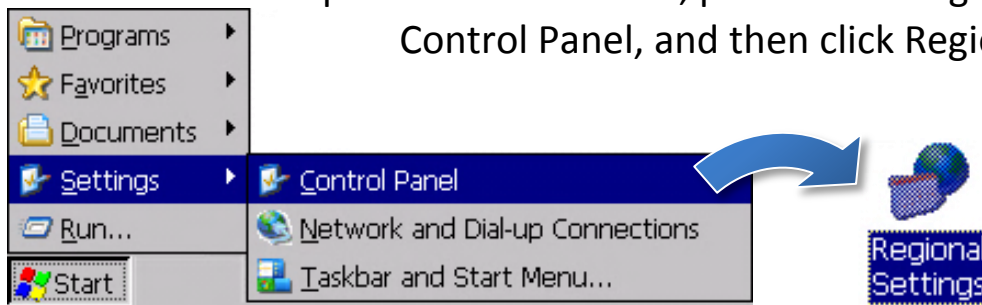 Control Panel, and then click
Programs
Favorites
Documents
Settings
Run...
Start
Control Panel
Network and Dial-up Connections
Taskbar and Start Menu...
Regional
Settings